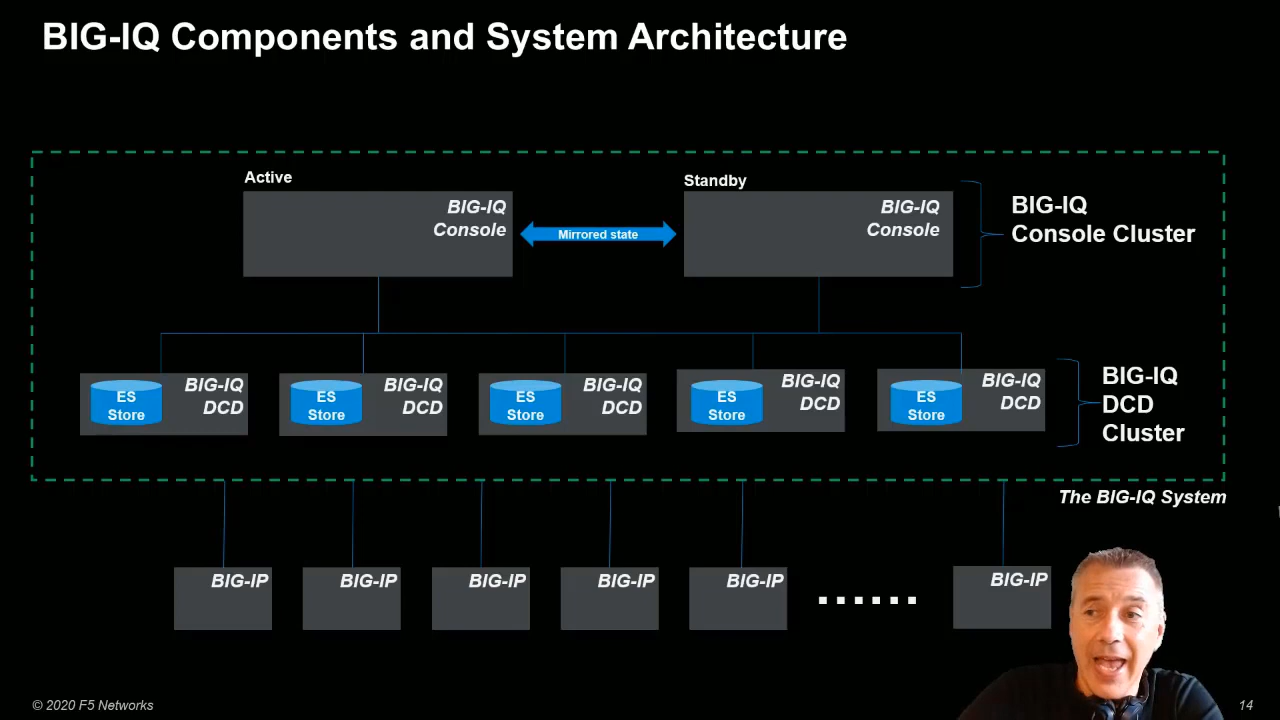 BIG-IQ Components and System Architecture
Active
Standby
BIG-IQ
Console
Mirrored state
BIG-IQ
Console
BIG-IQ
Console Cluster
ES
Store
BIG-IQ
DCD
ES
Store
BIG-IQ
DCD
ES
Store
BIG-IQ
DCD
ES
Store
BIG-IQ
DCD
ES
Store
BIG-IQ
DCD
BIG-IQ
DCD
Cluster
The BIG-IQ System
BIG-IP
BIG-IP
BIG-IP
BIG-IP
BIG-IP
......
BIG-IP
© 2020 F5 Networks
14